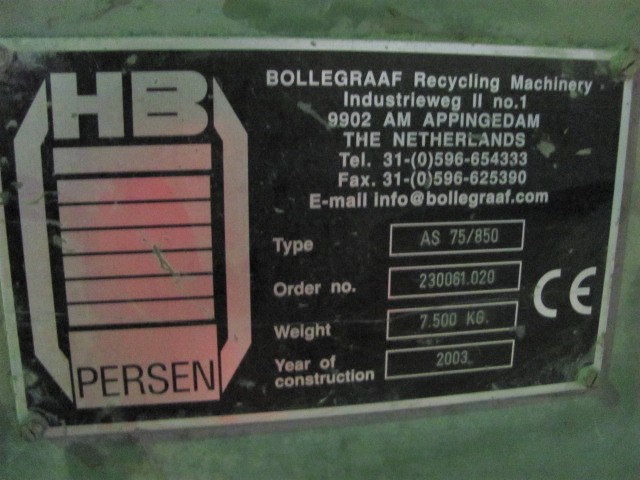 HB
PERSEN
BOLLEGRAAF Recycling Machinery
Industrieweg II no.1
9902 AM APPINGEDAM
THE NETHERLANDS
Tel. 31-(0)596-654333
Fax. 31-(0)596-625390
E-mail info@bollegraaf.com
Type AS 75/850
Order no. 230061.020
Weight 7.500 KG.
Year of
construction 2003
CE